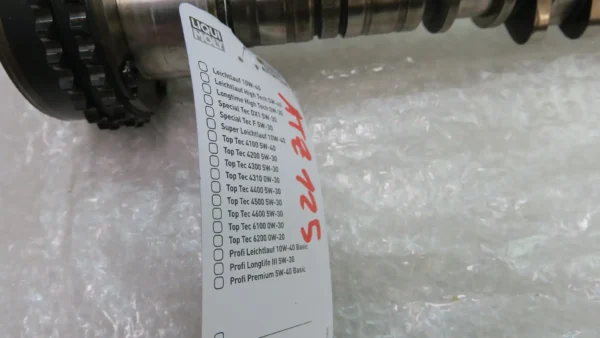 LIQUI
MOLY
Leichtlauf 10W-40
Leichtlauf High Tech 5W-40
Longtime High Tech 5W-30
Special Tec DX1 5W-30
Special Tec F 5W-30
Super Leichtlauf 10W-40
Top Tec 4100 5W-40
Top Tec 4200 5W-30
Top Tec 4300 5W-30
Top Tec 4310 0W-30
Top Tec 4400 5W-30
Top Tec 4500 5W-30
Top Tec 4600 5W-30
Top Tec 6100 0W-30
Top Tec 6200 0W-20
Profi Leichtlauf 10W-40 Basic
Profi Longlife III 5W-30
Profi Premium 5W-40 Basic